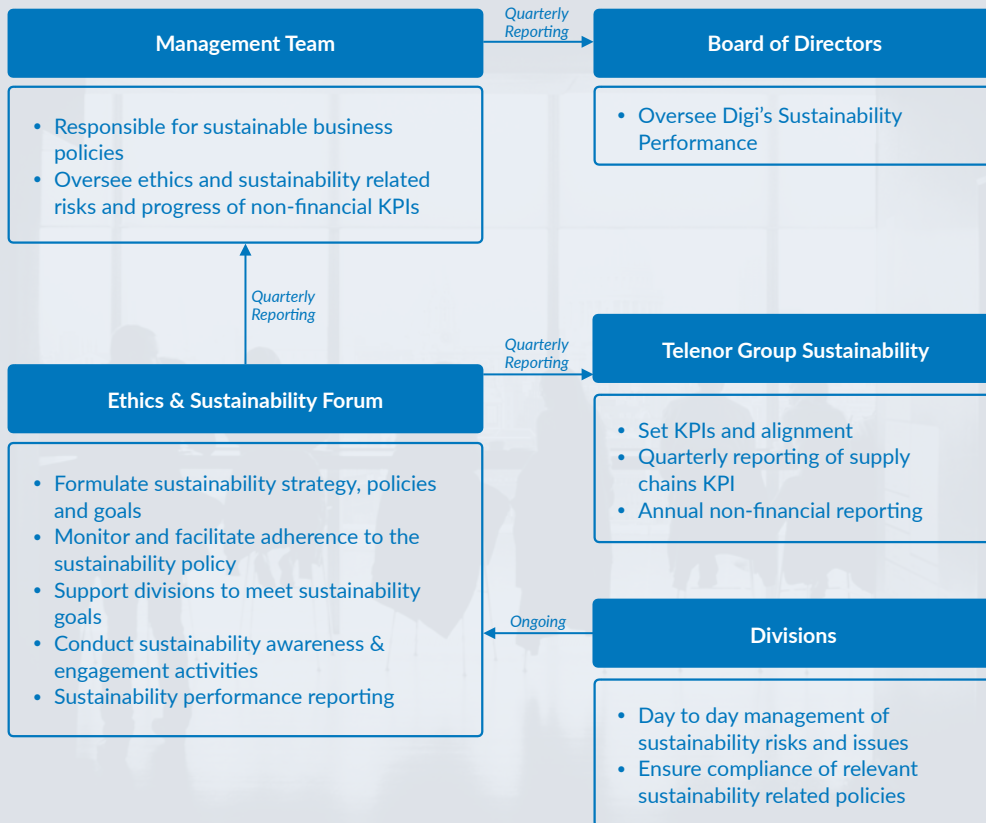 Management Team
Quarterly
Reporting
Board of Directors
• Responsible for sustainable business
policies
• Oversee ethics and sustainability related
risks and progress of non-financial KPIs
• Oversee Digi's Sustainability
Performance
Quarterly
Reporting
Ethics & Sustainability Forum
Quarterly
Reporting
Telenor Group Sustainability
• Formulate sustainability strategy, policies
and goals
• Monitor and facilitate adherence to the
sustainability policy
• Support divisions to meet sustainability
goals
• Conduct sustainability awareness &
engagement activities
• Sustainability performance reporting
• Set KPIs and alignment
• Quarterly reporting of supply
chains KPI
• Annual non-financial reporting
Ongoing
Divisions
• Day to day management of
sustainability risks and issues
• Ensure compliance of relevant
sustainability related policies